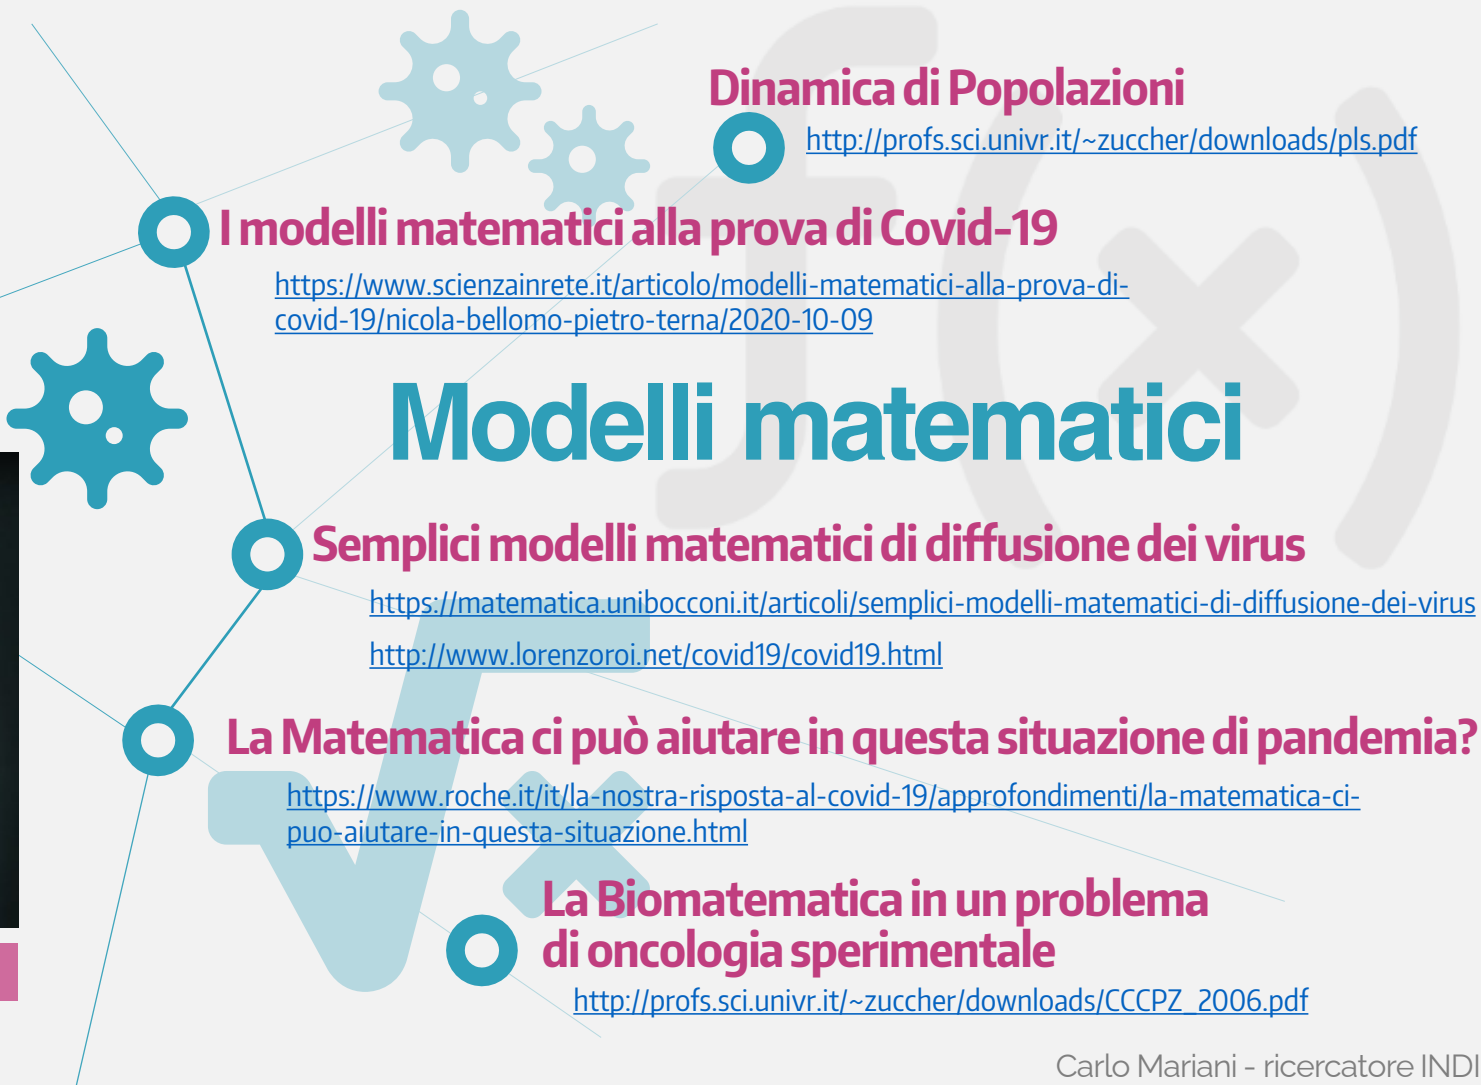 Dinamica di Popolazioni
http://profs.sci.univr.it/~zuccher/downloads/pls.pdf
I modelli matematici alla prova di Covid-19
https://www.scienzainrete.it/articolo/modelli-matematici-alla-prova-di-
covid-19/nicola-bellomo-pietro-terna/2020-10-09
Modelli matematici
Semplici modelli matematici di diffusione dei virus
https://matematica.unibocconi.it/articoli/semplici-modelli-matematici-di-diffusione-dei-virus
http://www.lorenzoroi.net/covid19/covid19.html
La Matematica ci può aiutare in questa situazione di pandemia?
https://www.roche.it/it/la-nostra-risposta-al-covid-19/approfondimenti/la-matematica-ci-
puo-aiutare-in-questa-situazione.html
La Biomatematica in un problema
di oncologia sperimentale
http://profs.sci.univr.it/~zuccher/downloads/CCCPZ_2006.pdf
Carlo Mariani - ricercatore INDI